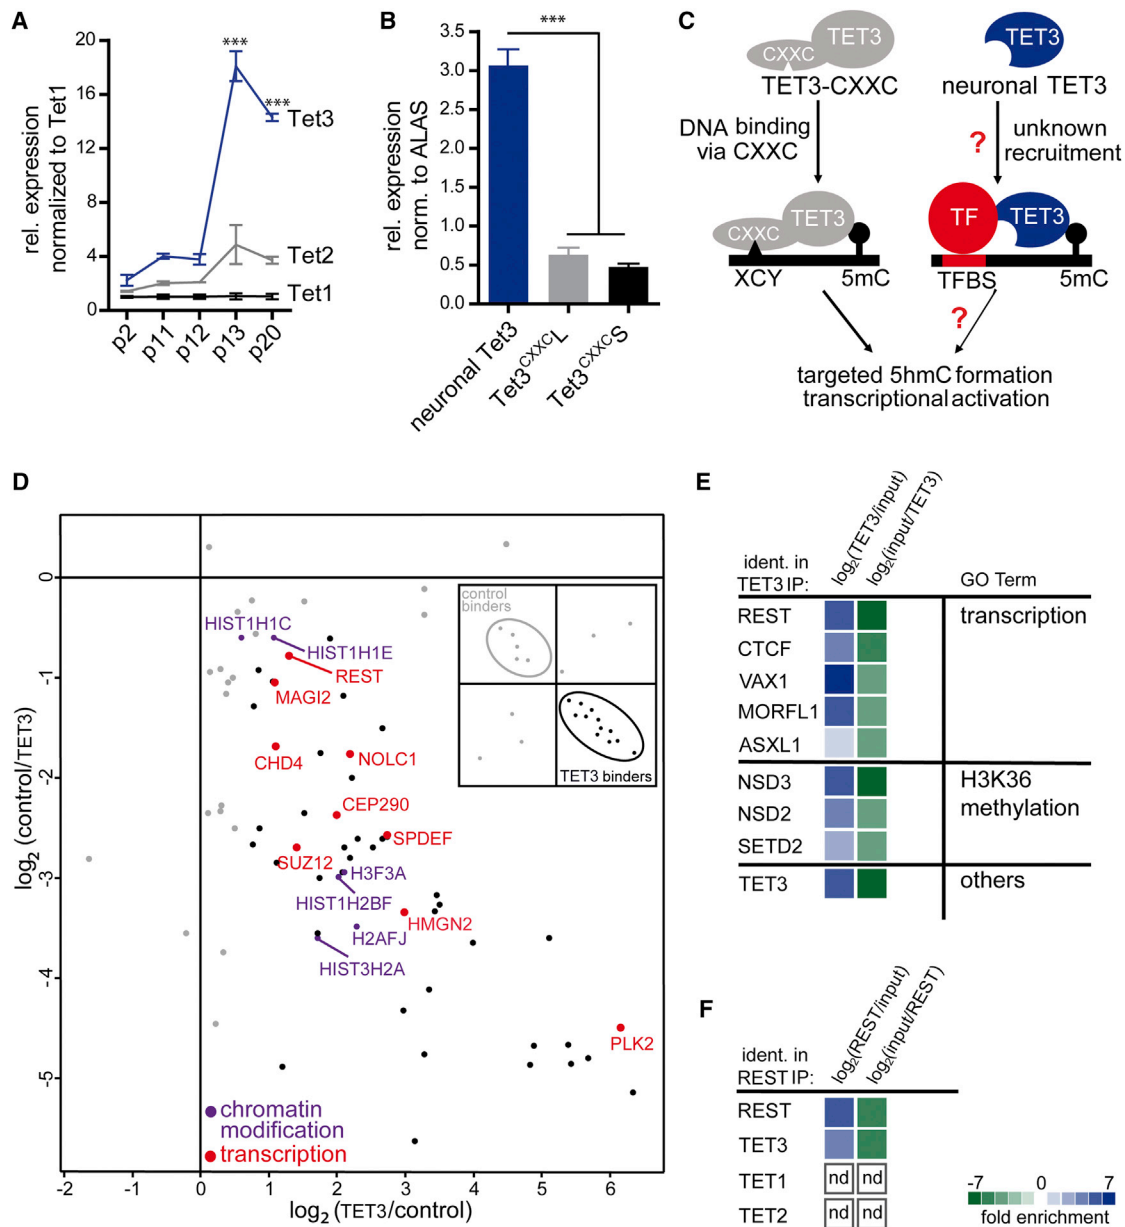 A
rel. expression
normalized to Tet1
20
16
12
8
4
0
***
***
Tet3
Tet2
Tet1
p2
p11
p12
p13
p20
B
rel. expression
norm. to ALAS
3.5
3.0
2.5
2.0
1.5
1.0
0.5
0.0
***
neuronal Tet3
Tet3CXXCL
Tet3CXXCS
C
CXXC
TET3
TET3-CXXC
TET3
neuronal TET3
DNA binding
via CXXC
?
unknown
recruitment
CXXC
TET3
XCY
5mC
TF
TET3
TFBS
5mC
?
targeted 5hmC formation
transcriptional activation
D
log2 (control/TET3)
0
-1
-2
-3
-4
-5
HIST1H1C
HIST1H1E
REST
MAGI2
CHD4
NOLC1
CEP290
SPDEF
SUZ12
H3F3A
HIST1H2BF
HMGN2
H2AFJ
HIST3H2A
PLK2
control
binders
TET3 binders
chromatin
modification
transcription
-2
-1
0
1
2
3
4
5
6
log2 (TET3/control)
E
ident. in
TET3 IP:
log2(TET3/input)
log2(input/TET3)
GO Term
REST
CTCF
VAX1
MORFL1
ASXL1
transcription
NSD3
NSD2
SETD2
H3K36
methylation
TET3
others
F
ident. in
REST IP:
log2(REST/input)
log2(input/REST)
REST
TET3
TET1 nd nd
TET2 nd nd
-7 0 7
fold enrichment